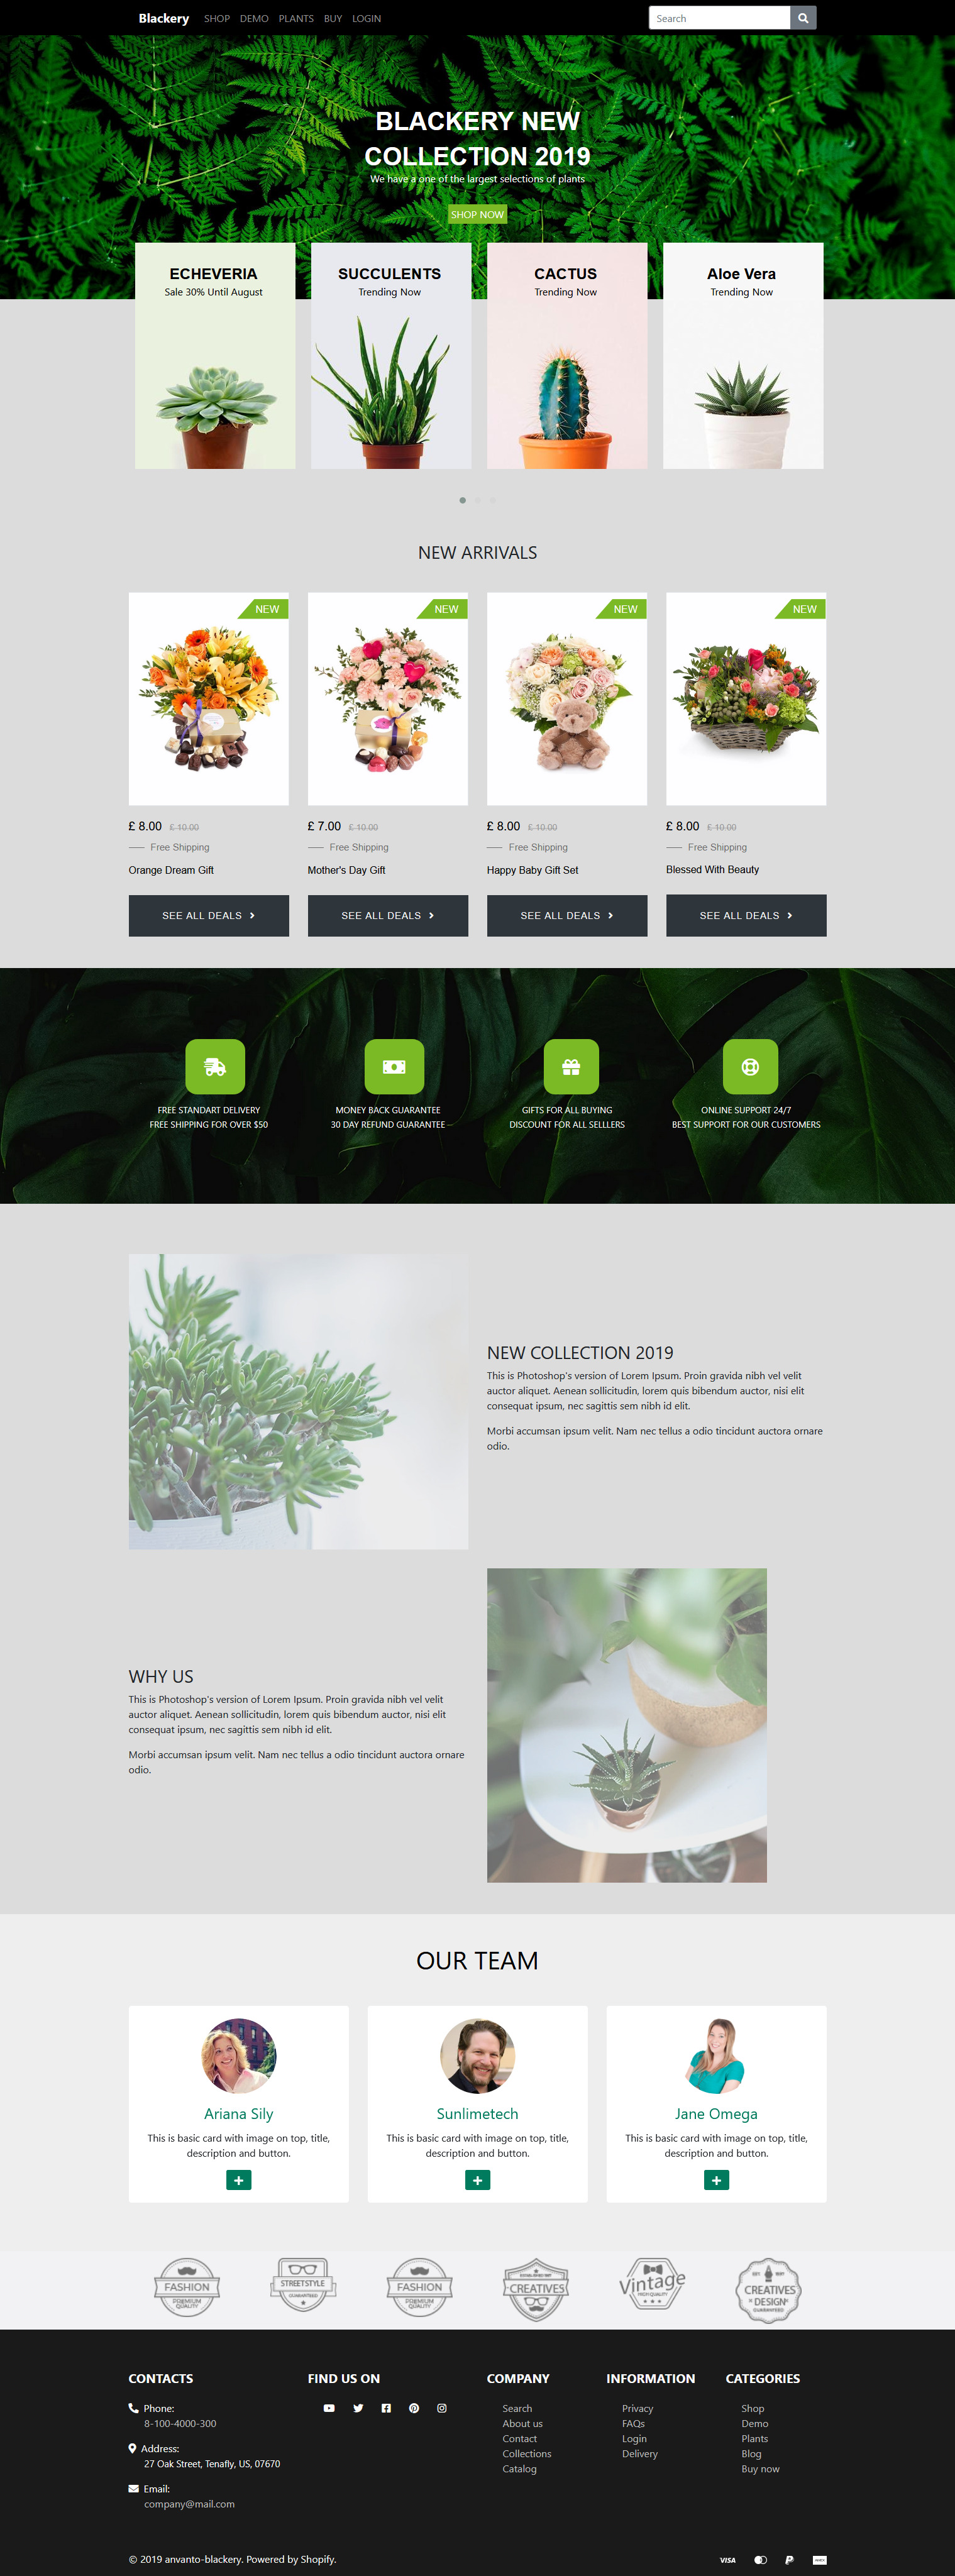 Blackery SHOP DEMO PLANTS BUY LOGIN Search
BLACKERY NEW
COLLECTION 2019
We have a one of the largest selections of plants
SHOP NOW
ECHEVERIA
Sale 30% Until August
SUCCULENTS
Trending Now
CACTUS
Trending Now
Aloe Vera
Trending Now
NEW ARRIVALS
NEW
£ 8.00 £ 10.00
Free Shipping
Orange Dream Gift
SEE ALL DEALS
NEW
£ 7.00 £ 10.00
Free Shipping
Mother's Day Gift
SEE ALL DEALS
NEW
£ 8.00 £ 10.00
Free Shipping
Happy Baby Gift Set
SEE ALL DEALS
NEW
£ 8.00 £ 10.00
Free Shipping
Blessed With Beauty
SEE ALL DEALS
FREE STANDART DELIVERY
FREE SHIPPING FOR OVER $50
MONEY BACK GUARANTEE
30 DAY REFUND GUARANTEE
GIFTS FOR ALL BUYING
DISCOUNT FOR ALL SELLLERS
ONLINE SUPPORT 24/7
BEST SUPPORT FOR OUR CUSTOMERS
NEW COLLECTION 2019
This is Photoshop's version of Lorem Ipsum. Proin gravida nibh vel velit
auctor aliquet. Aenean sollicitudin, lorem quis bibendum auctor, nisi elit
consequat ipsum, nec sagittis sem nibh id elit.
Morbi accumsan ipsum velit. Nam nec tellus a odio tincidunt auctora ornare
odio.
WHY US
This is Photoshop's version of Lorem Ipsum. Proin gravida nibh vel velit
auctor aliquet. Aenean sollicitudin, lorem quis bibendum auctor, nisi elit
consequat ipsum, nec sagittis sem nibh id elit.
Morbi accumsan ipsum velit. Nam nec tellus a odio tincidunt auctora ornare
odio.
OUR TEAM
Ariana Sily
This is basic card with image on top, title,
description and button.
Sunlimetech
This is basic card with image on top, title,
description and button.
Jane Omega
This is basic card with image on top, title,
description and button.
FASHION
PREMIUM
QUALITY
STREETSTYLE
GUARANTEED
FASHION
PREMIUM
QUALITY
CREATIVES
Vintage
HIGH QUALITY
CREATIVES
DESIGN
GUARANTEED
CONTACTS
Phone:
8-100-4000-300
Address:
27 Oak Street, Tenafly, US, 07670
Email:
company@mail.com
FIND US ON
COMPANY
Search
About us
Contact
Collections
Catalog
INFORMATION
Privacy
FAQs
Login
Delivery
CATEGORIES
Shop
Demo
Plants
Blog
Buy now
© 2019 anvanto-blackery. Powered by Shopify.
VISA